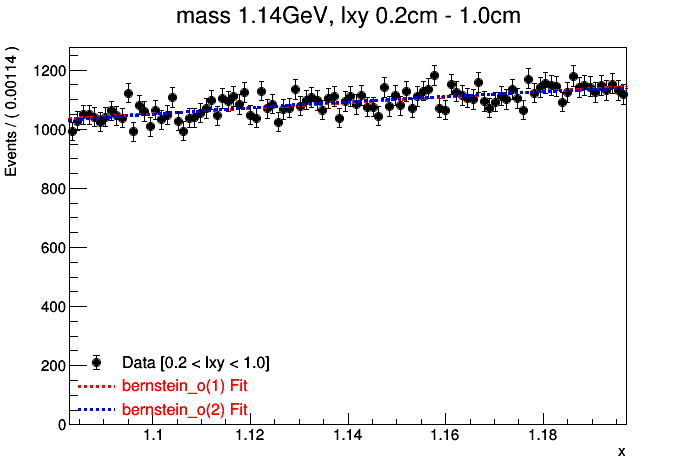 mass 1.14GeV, lxy 0.2cm - 1.0cm
Events / ( 0.00114 )
1200
1000
800
600
400
200
0
Data [0.2 < lxy < 1.0]
bernstein_o(1) Fit
bernstein_o(2) Fit
1.1 1.12 1.14 1.16 1.18
x